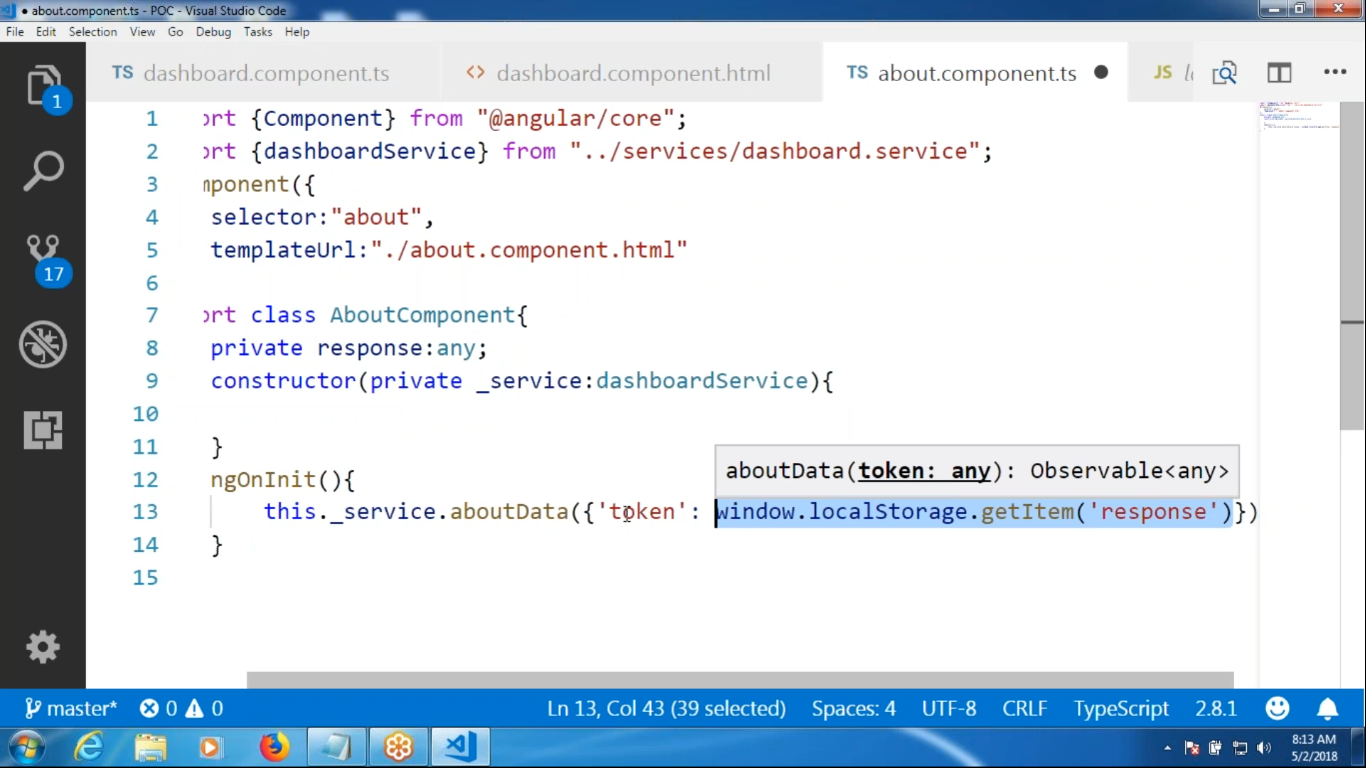 about.component.ts - POC - Visual Studio Code
File Edit Selection View Go Debug Tasks Help
TS dashboard.component.ts <> dashboard.component.html TS about.component.ts JS
1 ort {Component} from "@angular/core";
2 ort {dashboardService} from "../services/dashboard.service";
3 mponent({
4 selector:"about",
5 templateUrl:"./about.component.html"
6
7 ort class AboutComponent{
8 private response:any;
9 constructor(private _service:dashboardService){
10
11 }
aboutData(token: any): Observable<any>
12 ngOnInit(){
13 this._service.aboutData({'token': window.localStorage.getItem('response')})
14 }
15
1
17
master* 0 0 Ln 13, Col 43 (39 selected) Spaces: 4 UTF-8 CRLF TypeScript 2.8.1
8:13 AM
5/2/2018